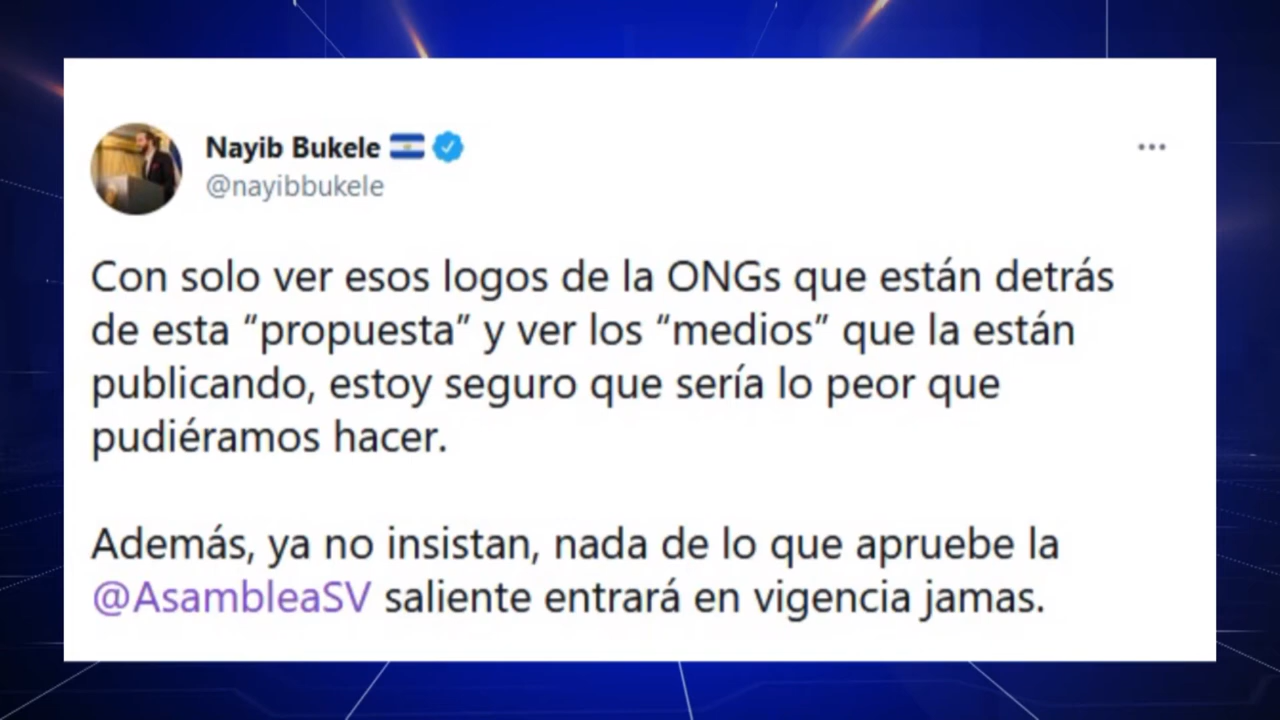 Nayib Bukele
@nayibbukele
Con solo ver esos logos de la ONGs que están detrás
de esta “propuesta” y ver los “medios” que la están
publicando, estoy seguro que sería lo peor que
pudiéramos hacer.
Además, ya no insistan, nada de lo que apruebe la
@AsambleaSV saliente entrará en vigencia jamas.